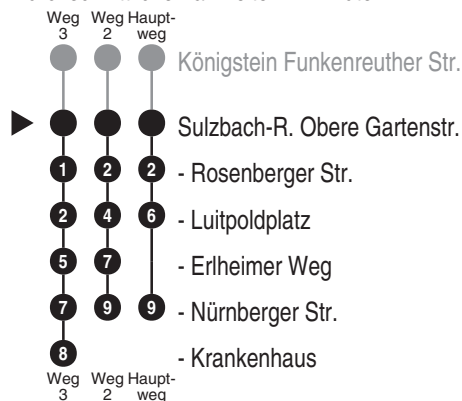 Weg Weg Haupt-
3 2 weg
Königstein Funkenreuther Str.
Sulzbach-R. Obere Gartenstr.
1 2 2 - Rosenberger Str.
2 4 6 - Luitpoldplatz
5 7 - Erlheimer Weg
7 9 9 - Nürnberger Str.
8 - Krankenhaus
Weg Weg Haupt-
3 2 weg